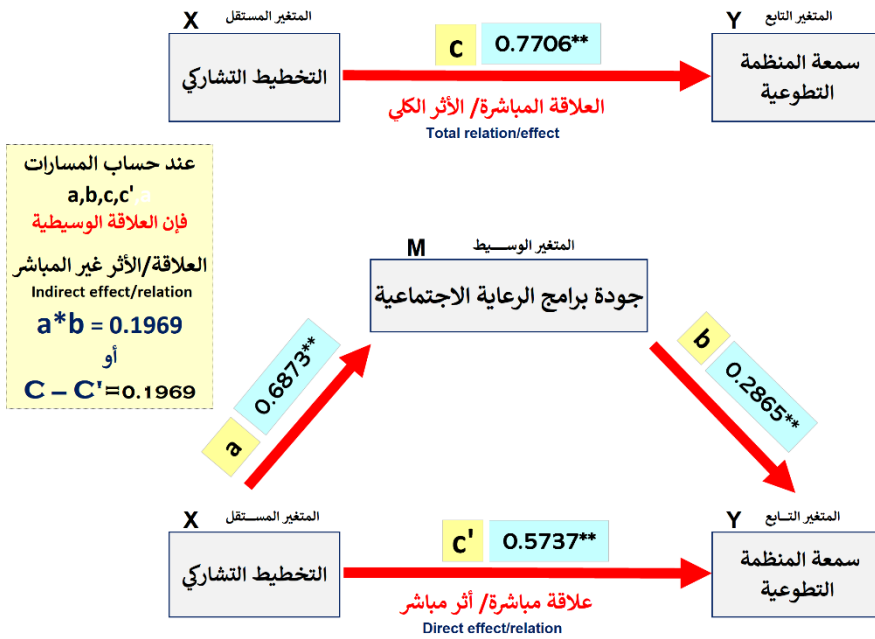 X المتغير المستقل
Y المتغير التابع
التخطيط التشاركي
c 0.7706**
سمعة المنظمة
التطوعية
العلاقة المباشرة/ الأثر الكلي
Total relation/effect
عند حساب المسارات
a,b,c,c',a
فإن العلاقة الوسيطية
العلاقة/الأثر غير المباشر
Indirect effect/relation
a*b = 0.1969
أو
C – C'=0.1969
M المتغير الوســـيط
جودة برامج الرعاية الاجتماعية
a 0.6873**
b 0.2865**
X المتغير المســتقل
Y المتغير التــابع
التخطيط التشاركي
c' 0.5737**
سمعة المنظمة
التطوعية
علاقة مباشرة/ أثر مباشر
Direct effect/relation